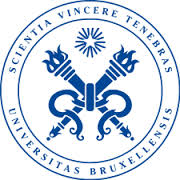 SCIENTIA VINCERE TENEBRAS
UNIVERSITAS BRUXELLENSIS